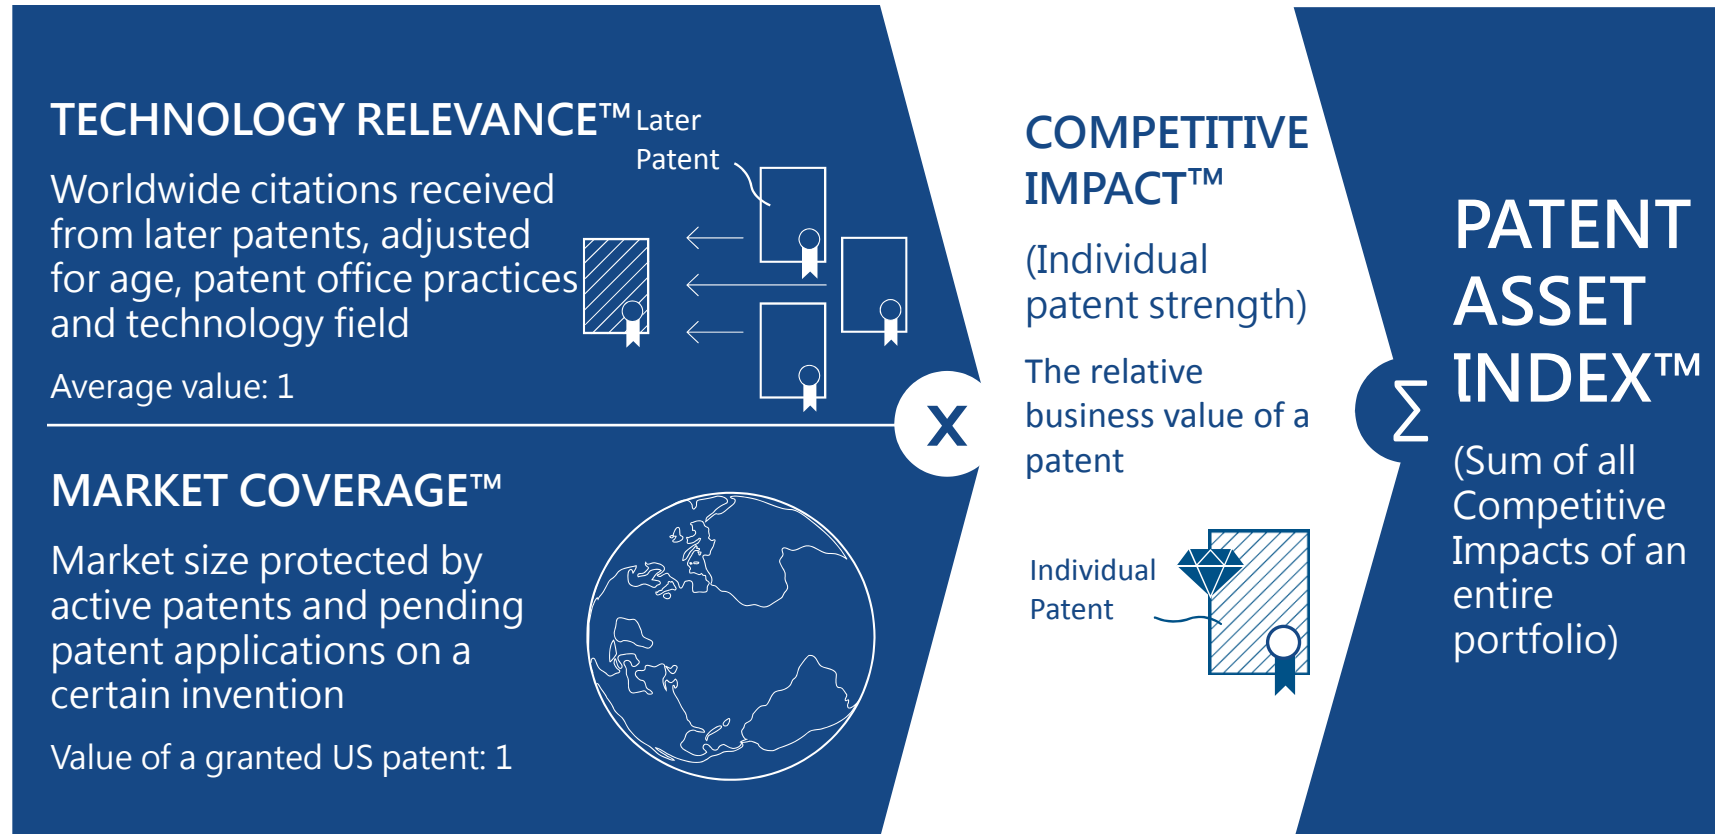 TECHNOLOGY RELEVANCE™
Later
Patent
Worldwide citations received
from later patents, adjusted
for age, patent office practices
and technology field
Average value: 1
MARKET COVERAGE™
Market size protected by
active patents and pending
patent applications on a
certain invention
Value of a granted US patent: 1
X
COMPETITIVE
IMPACT™
(Individual
patent strength)
The relative
business value of a
patent
Individual
Patent
∑
PATENT
ASSET
INDEX™
(Sum of all
Competitive
Impacts of an
entire
portfolio)